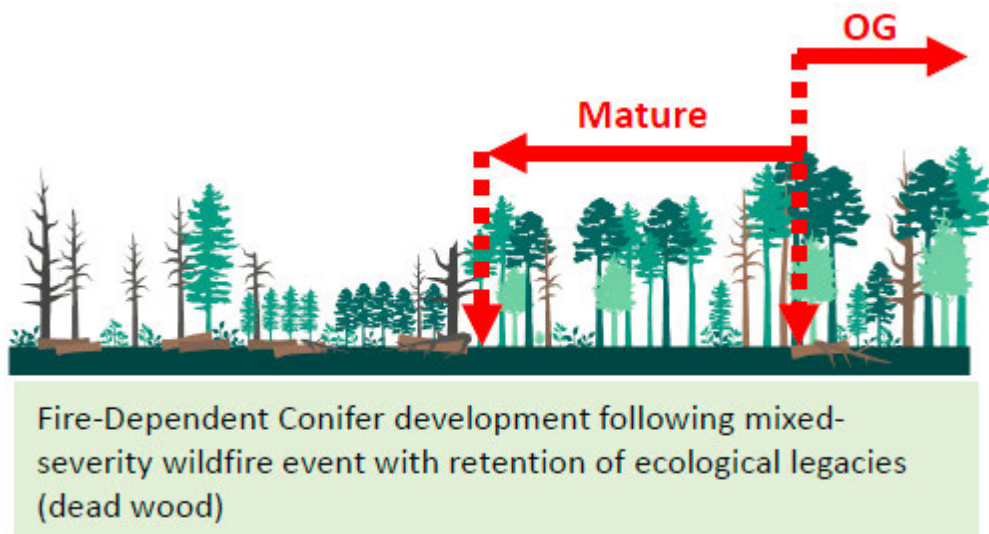 OG
Mature
Fire-Dependent Conifer development following mixed-
severity wildfire event with retention of ecological legacies
(dead wood)